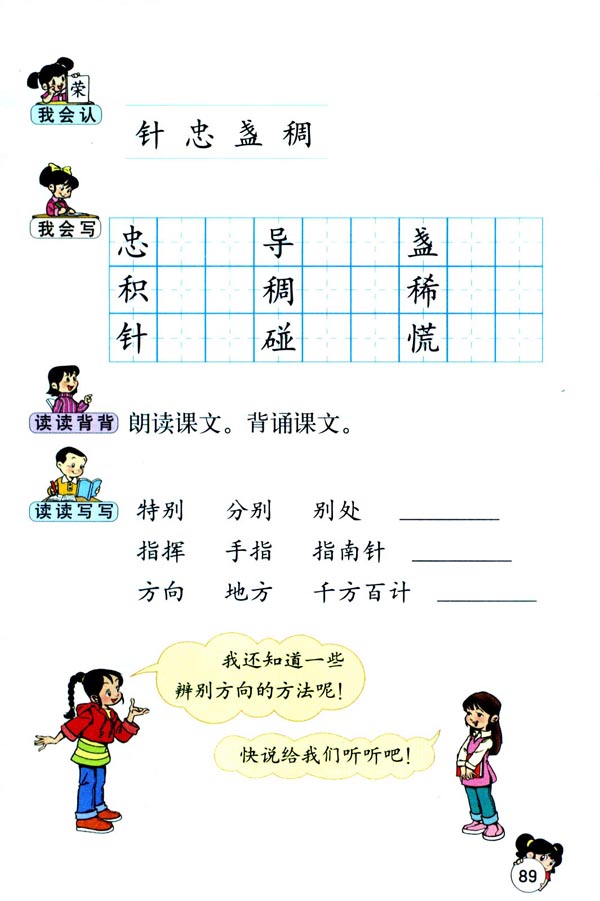 荣
我会认
针 忠 盏 稠
我会写
忠 导 盏
积 稠 稀
针 碰 慌
读读背背
朗读课文。背诵课文。
读读写写
特别 分别 别处
指挥 手指 指南针
方向 地方 千方百计
我还知道一些
辨别方向的方法呢！
快说给我们听听吧！
89